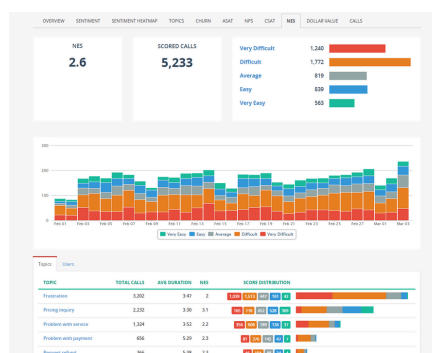 OVERVIEW SENTIMENT SENTIMENT HEATMAP TOPICS CHURN ASAT NPS CSAT NES DOLLAR VALUE CALLS
NES
2.6
SCORED CALLS
5,233
Very Difficult 1,240
Difficult 1,772
Average 819
Easy 839
Very Easy 563
300
200
100
0
Feb 01 Feb 03 Feb 05 Feb 07 Feb 09 Feb 11 Feb 13 Feb 15 Feb 17 Feb 19 Feb 21 Feb 23 Feb 25 Feb 27 Mar 01 Mar 03
Very Easy Easy Average Difficult Very Difficult
Topics Users
TOPIC TOTAL CALLS AVG DURATION NES SCORE DISTRIBUTION
Frustration 3,202 3:47 2
Pricing inquiry 2,232 3:30 3.1
Problem with service 1,324 3:52 2.2
Problem with payment 656 5:29 2.3